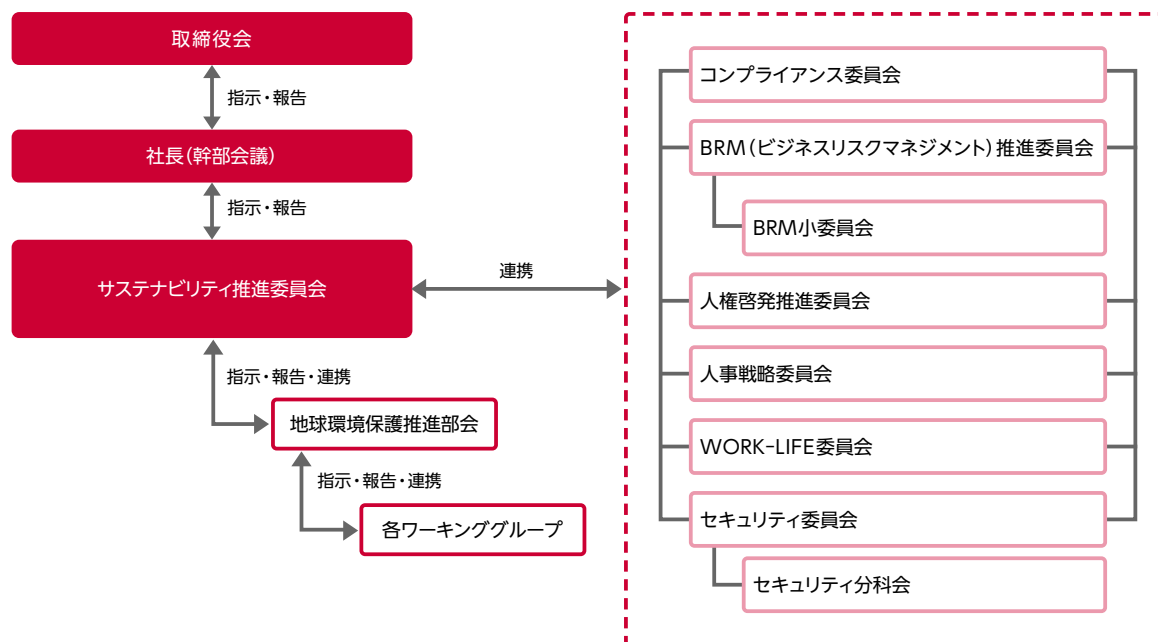 取締役会
指示・報告
社長(幹部会議)
指示・報告
サステナビリティ推進委員会
連携
指示・報告・連携
地球環境保護推進部会
指示・報告・連携
各ワーキンググループ
コンプライアンス委員会
BRM(ビジネスリスクマネジメント)推進委員会
BRM小委員会
人権啓発推進委員会
人事戦略委員会
WORK-LIFE委員会
セキュリティ委員会
セキュリティ分科会